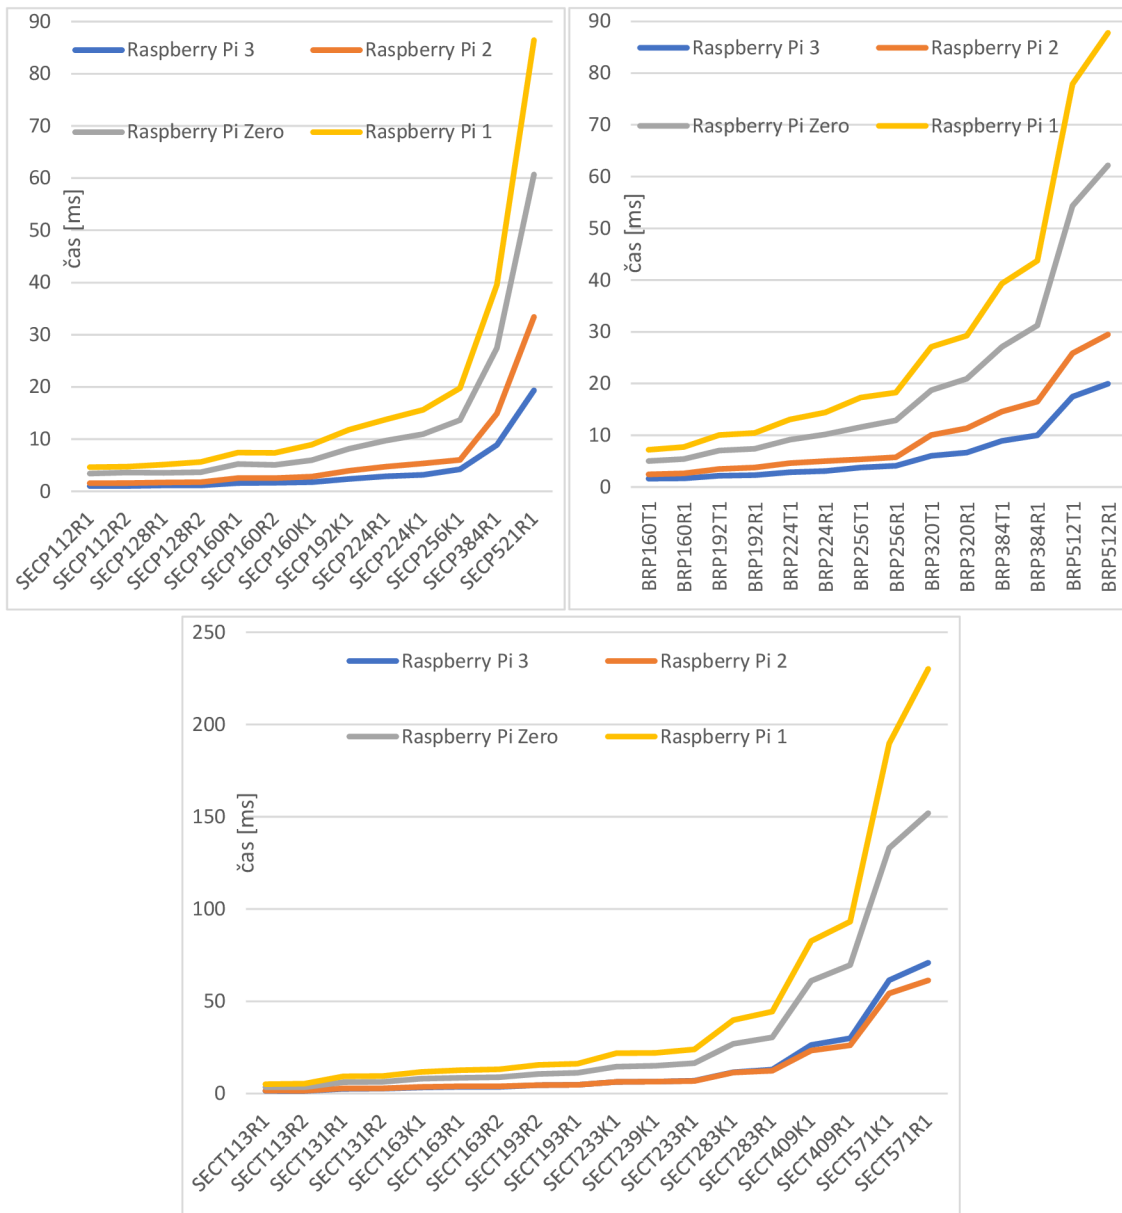 90
80
70
60
50
40
30
20
10
0
čas [ms]
Raspberry Pi 3
Raspberry Pi 2
Raspberry Pi Zero
Raspberry Pi 1
SECP112R1
SECP112R2
SECP128R1
SECP128R2
SECP160R1
SECP160R2
SECP160K1
SECP192K1
SECP224R1
SECP224K1
SECP256K1
SECP384R1
SECP521R1
90
80
70
60
50
40
30
20
10
0
čas [ms]
Raspberry Pi 3
Raspberry Pi 2
Raspberry Pi Zero
Raspberry Pi 1
BRP160T1
BRP160R1
BRP192T1
BRP192R1
BRP224T1
BRP224R1
BRP256T1
BRP256R1
BRP320T1
BRP320R1
BRP384T1
BRP384R1
BRP512T1
BRP512R1
250
200
150
100
50
0
čas [ms]
Raspberry Pi 3
Raspberry Pi 2
Raspberry Pi Zero
Raspberry Pi 1
SECT113R1
SECT113R2
SECT131R1
SECT131R2
SECT163K1
SECT163R1
SECT163R2
SECT193R2
SECT193R1
SECT233K1
SECT239K1
SECT233R1
SECT283K1
SECT283R1
SECT409K1
SECT409R1
SECT571K1
SECT571R1